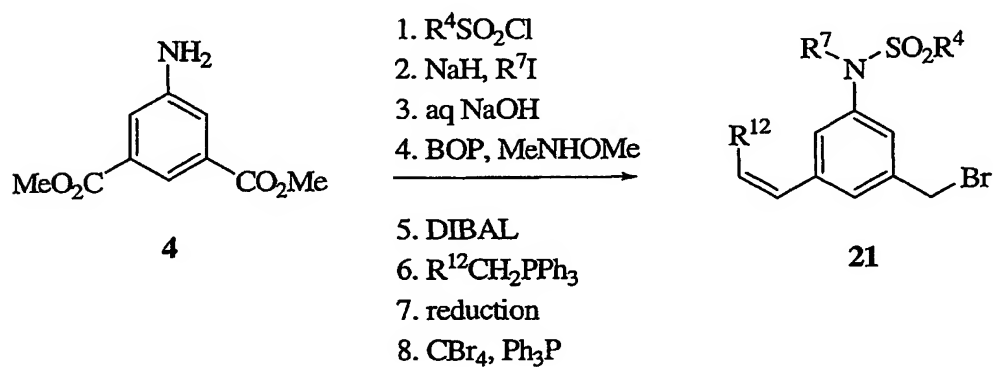 NH₂
MeO₂C
CO₂Me
4
1. R⁴SO₂Cl
2. NaH, R⁷I
3. aq NaOH
4. BOP, MeNHOMe
5. DIBAL
6. R¹²CH₂PPh₃
7. reduction
8. CBr₄, Ph₃P
R⁷
N
SO₂R⁴
R¹²
Br
21